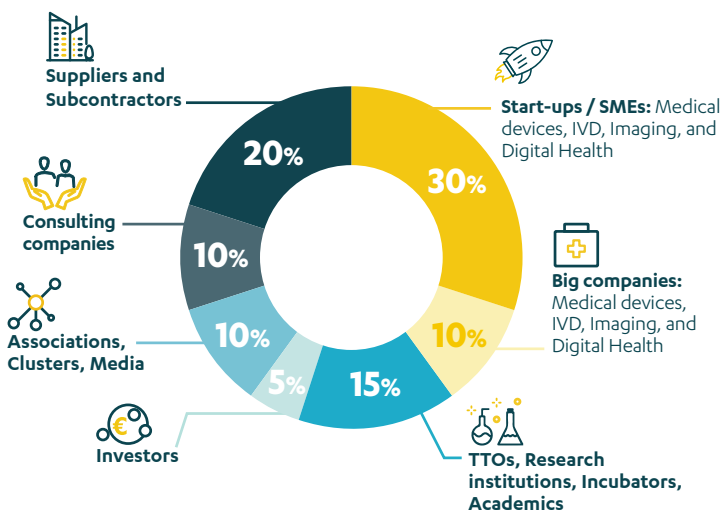 Suppliers and
Subcontractors
20%
Start-ups / SMEs: Medical
devices, IVD, Imaging, and
Digital Health
30%
Consulting
companies
10%
Big companies:
Medical devices,
IVD, Imaging, and
Digital Health
10%
Associations,
Clusters, Media
10%
Investors
€
5%
15%
TTOs, Research
institutions, Incubators,
Academics